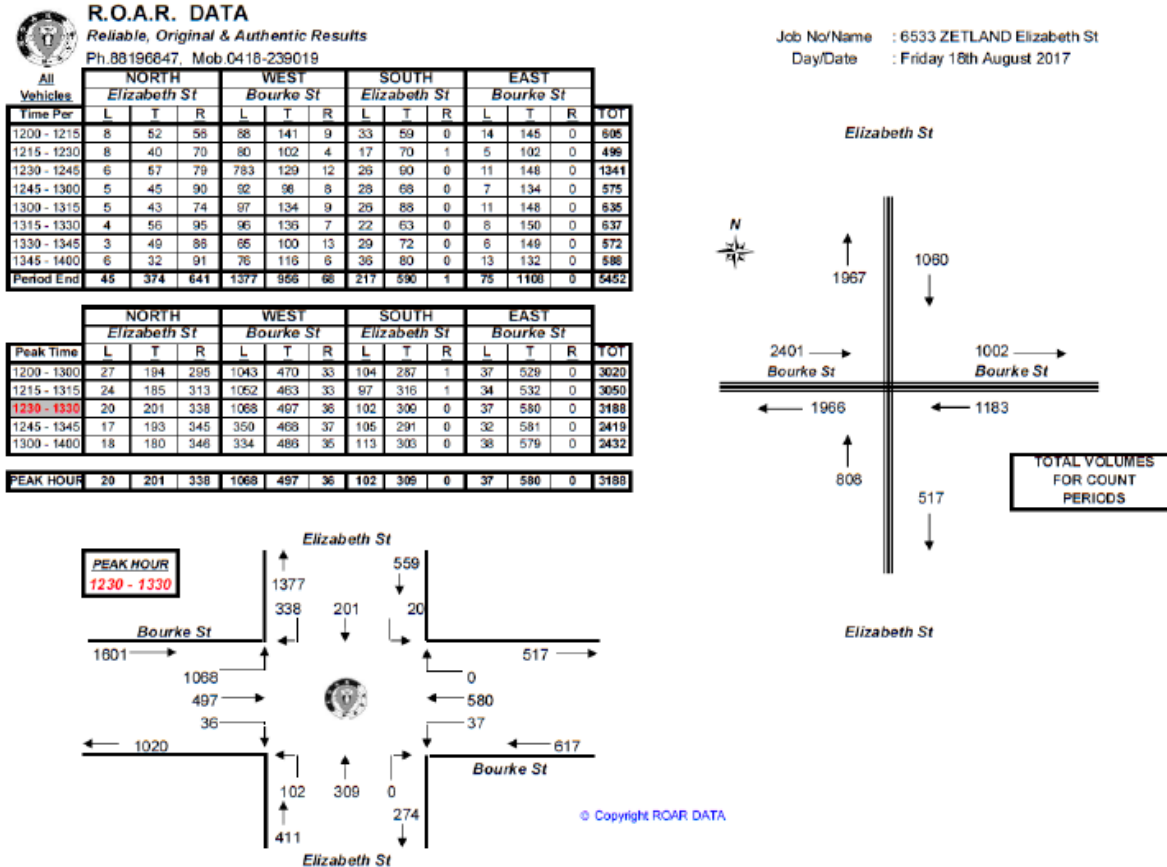 R.O.A.R. DATA
Reliable, Original & Authentic Results
Ph.88196847, Mob.0418-239019
Job No/Name : 6533 ZETLAND Elizabeth St
Day/Date : Friday 18th August 2017
All NORTH WEST SOUTH EAST
Vehicles Elizabeth St Bourke St Elizabeth St Bourke St
Time Per L T R L T R L T R L T R TOT
1200 - 1215 8 52 56 88 141 9 33 59 0 14 145 0 605
1215 - 1230 8 40 70 80 102 4 17 70 1 5 102 0 499
1230 - 1245 6 57 79 783 129 12 26 90 0 11 148 0 1341
1245 - 1300 5 45 90 92 98 8 28 68 0 7 134 0 575
1300 - 1315 5 43 74 97 134 9 26 88 0 11 148 0 635
1315 - 1330 4 56 95 96 136 7 22 63 0 8 150 0 637
1330 - 1345 3 49 86 65 100 13 29 72 0 6 149 0 572
1345 - 1400 6 32 91 76 116 6 36 80 0 13 132 0 588
Period End 45 374 641 1377 956 68 217 590 1 75 1108 0 5452
NORTH WEST SOUTH EAST
Elizabeth St Bourke St Elizabeth St Bourke St
Peak Time L T R L T R L T R L T R TOT
1200 - 1300 27 194 295 1043 470 33 104 287 1 37 529 0 3020
1215 - 1315 24 185 313 1052 463 33 97 316 1 34 532 0 3050
1230 - 1330 20 201 338 1068 497 36 102 309 0 37 580 0 3188
1245 - 1345 17 193 345 350 468 37 105 291 0 32 581 0 2419
1300 - 1400 18 180 346 334 486 35 113 303 0 38 579 0 2432
PEAK HOUR 20 201 338 1068 497 36 102 309 0 37 580 0 3188
Elizabeth St
N
1967 1060
2401 1002
Bourke St Bourke St
1966 1183
808
517
TOTAL VOLUMES
FOR COUNT
PERIODS
Elizabeth St
Elizabeth St
PEAK HOUR
1230 - 1330
559
1377
338 201 20
Bourke St
1601 517
1068 0
497 580
36 37
1020 617
Bourke St
102 309 0
274
411
Elizabeth St
© Copyright ROAR DATA